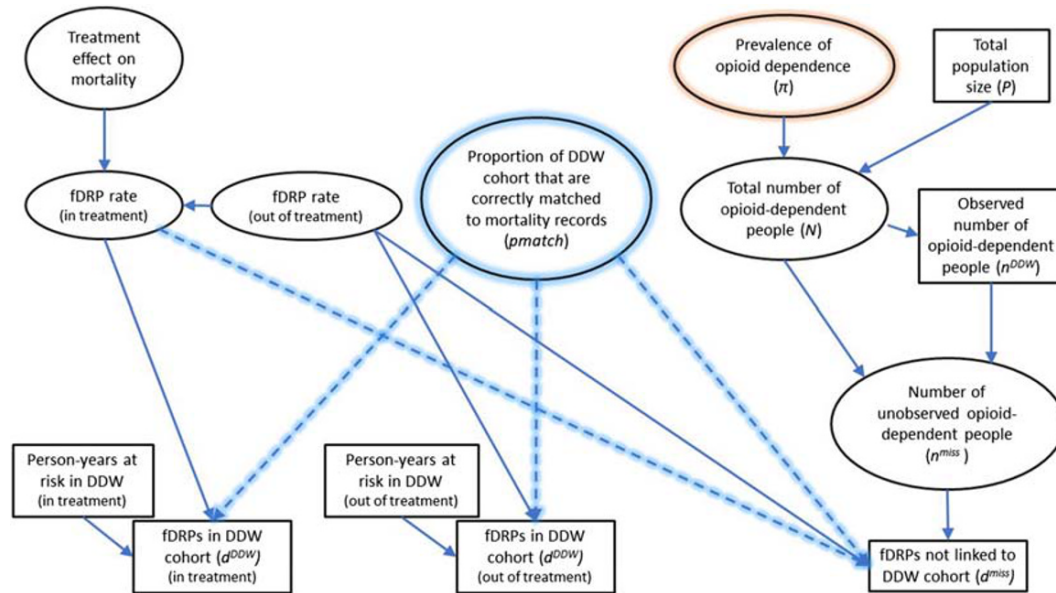 Treatment
effect on
mortality
Prevalence of
opioid dependence
(π)
Total
population
size (P)
Proportion of DDW
cohort that are
correctly matched
to mortality records
(pmatch)
fDRP rate
(in treatment)
fDRP rate
(out of treatment)
Total number of
opioid-dependent
people (N)
Observed
number of
opioid-dependent
people (n^DDW)
Number of
unobserved opioid-
dependent people
(n^miss )
Person-years at
risk in DDW
(in treatment)
Person-years at
risk in DDW
(out of treatment)
fDRPs in DDW
cohort (d^DDW)
(in treatment)
fDRPs in DDW
cohort (d^DDW)
(out of treatment)
fDRPs not linked to
DDW cohort (d^miss)